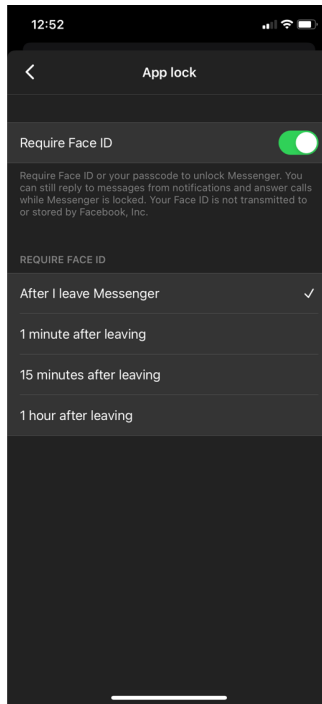 12:52
App lock
Require Face ID
Require Face ID or your passcode to unlock Messenger. You
can still reply to messages from notifications and answer calls
while Messenger is locked. Your Face ID is not transmitted to
or stored by Facebook, Inc.
REQUIRE FACE ID
After I leave Messenger
1 minute after leaving
15 minutes after leaving
1 hour after leaving